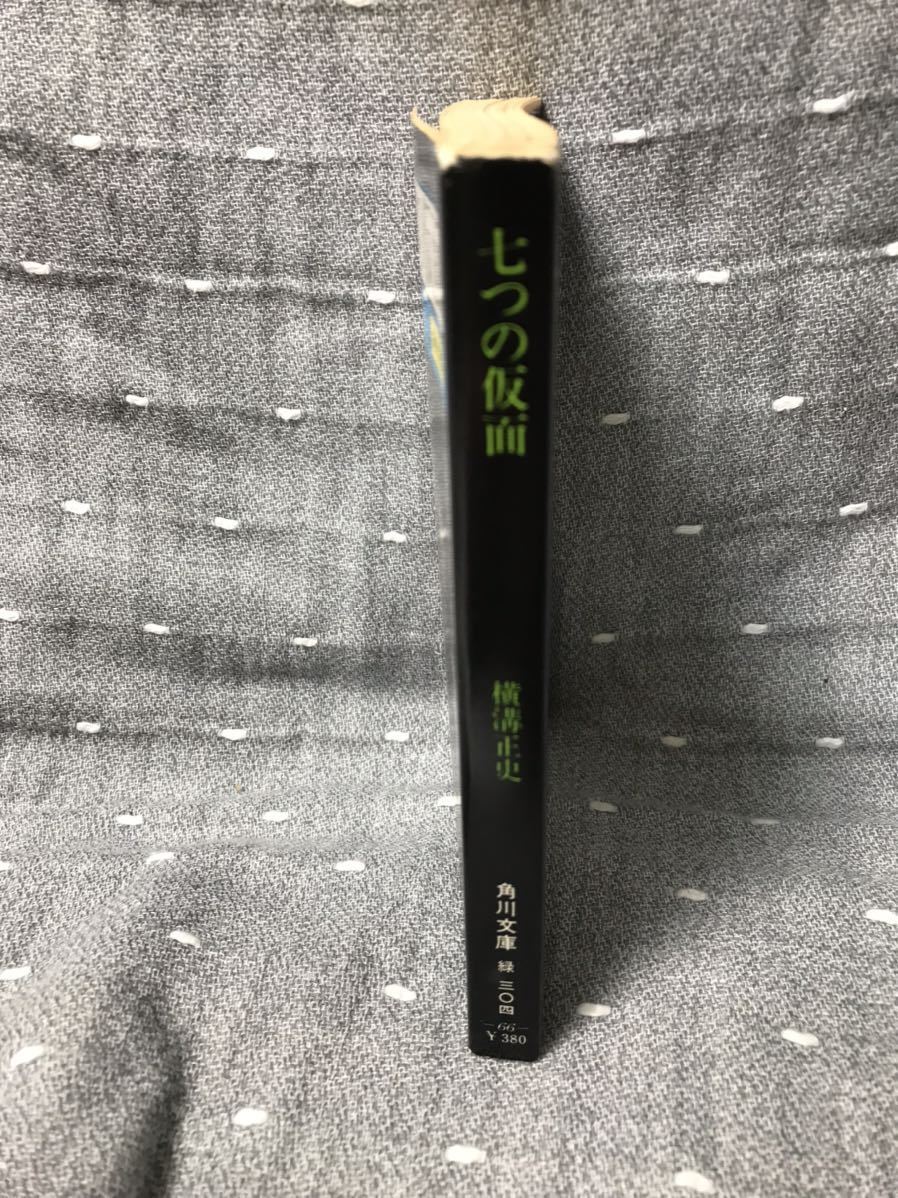 七つの仮面
横溝正史
角川文庫
緑 三〇四
—66—
Y 380